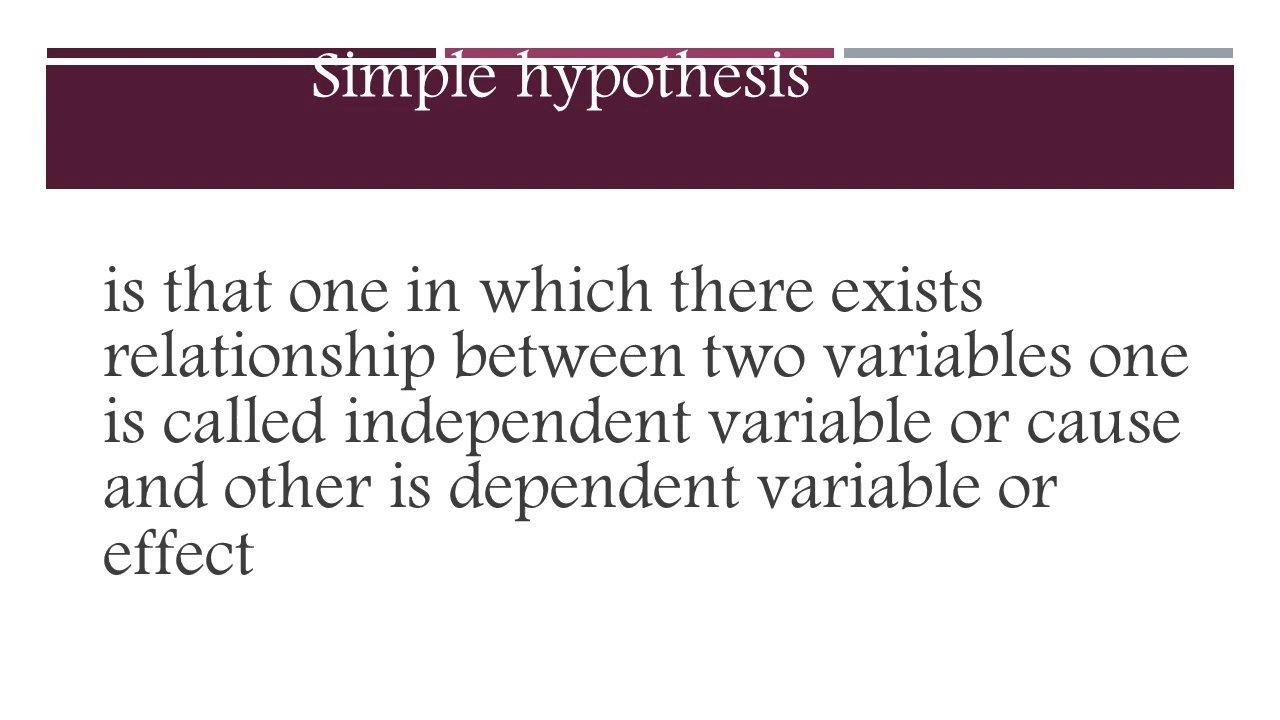 Simple hypothesis
is that one in which there exists
relationship between two variables one
is called independent variable or cause
and other is dependent variable or
effect